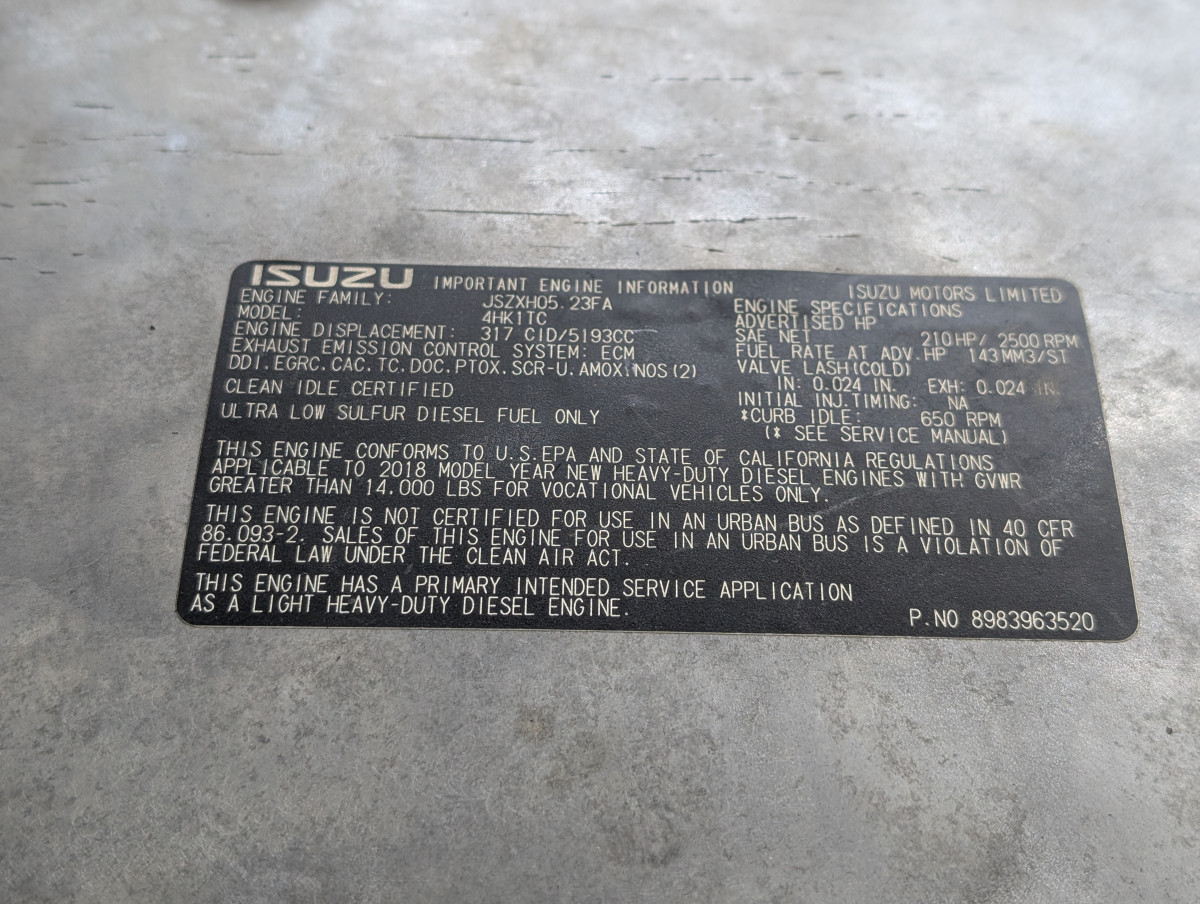 ISUZU IMPORTANT ENGINE INFORMATION ISUZU MOTORS LIMITED
ENGINE FAMILY: JSZXH05.23FA
MODEL: 4HK1TC
ENGINE DISPLACEMENT: 317 CID/5193CC
EXHAUST EMISSION CONTROL SYSTEM: ECM
DDI.EGRC.CAC.TC.DOC.PTOX.SCR-U.AMOX.NOS(2)
CLEAN IDLE CERTIFIED
ULTRA LOW SULFUR DIESEL FUEL ONLY
ENGINE SPECIFICATIONS
ADVERTISED HP
SAE NET 210HP/ 2500RPM
FUEL RATE AT ADV.HP 143MM3/ST
VALVE LASH(COLD)
IN: 0.024 IN. EXH: 0.024 IN.
INITIAL INJ.TIMING: NA
*CURB IDLE: 650 RPM
(* SEE SERVICE MANUAL)
THIS ENGINE CONFORMS TO U.S.EPA AND STATE OF CALIFORNIA REGULATIONS
APPLICABLE TO 2018 MODEL YEAR NEW HEAVY-DUTY DIESEL ENGINES WITH GVWR
GREATER THAN 14.000 LBS FOR VOCATIONAL VEHICLES ONLY.
THIS ENGINE IS NOT CERTIFIED FOR USE IN AN URBAN BUS AS DEFINED IN 40 CFR
86.093-2. SALES OF THIS ENGINE FOR USE IN AN URBAN BUS IS A VIOLATION OF
FEDERAL LAW UNDER THE CLEAN AIR ACT.
THIS ENGINE HAS A PRIMARY INTENDED SERVICE APPLICATION
AS A LIGHT HEAVY-DUTY DIESEL ENGINE.
P.NO 8983963520